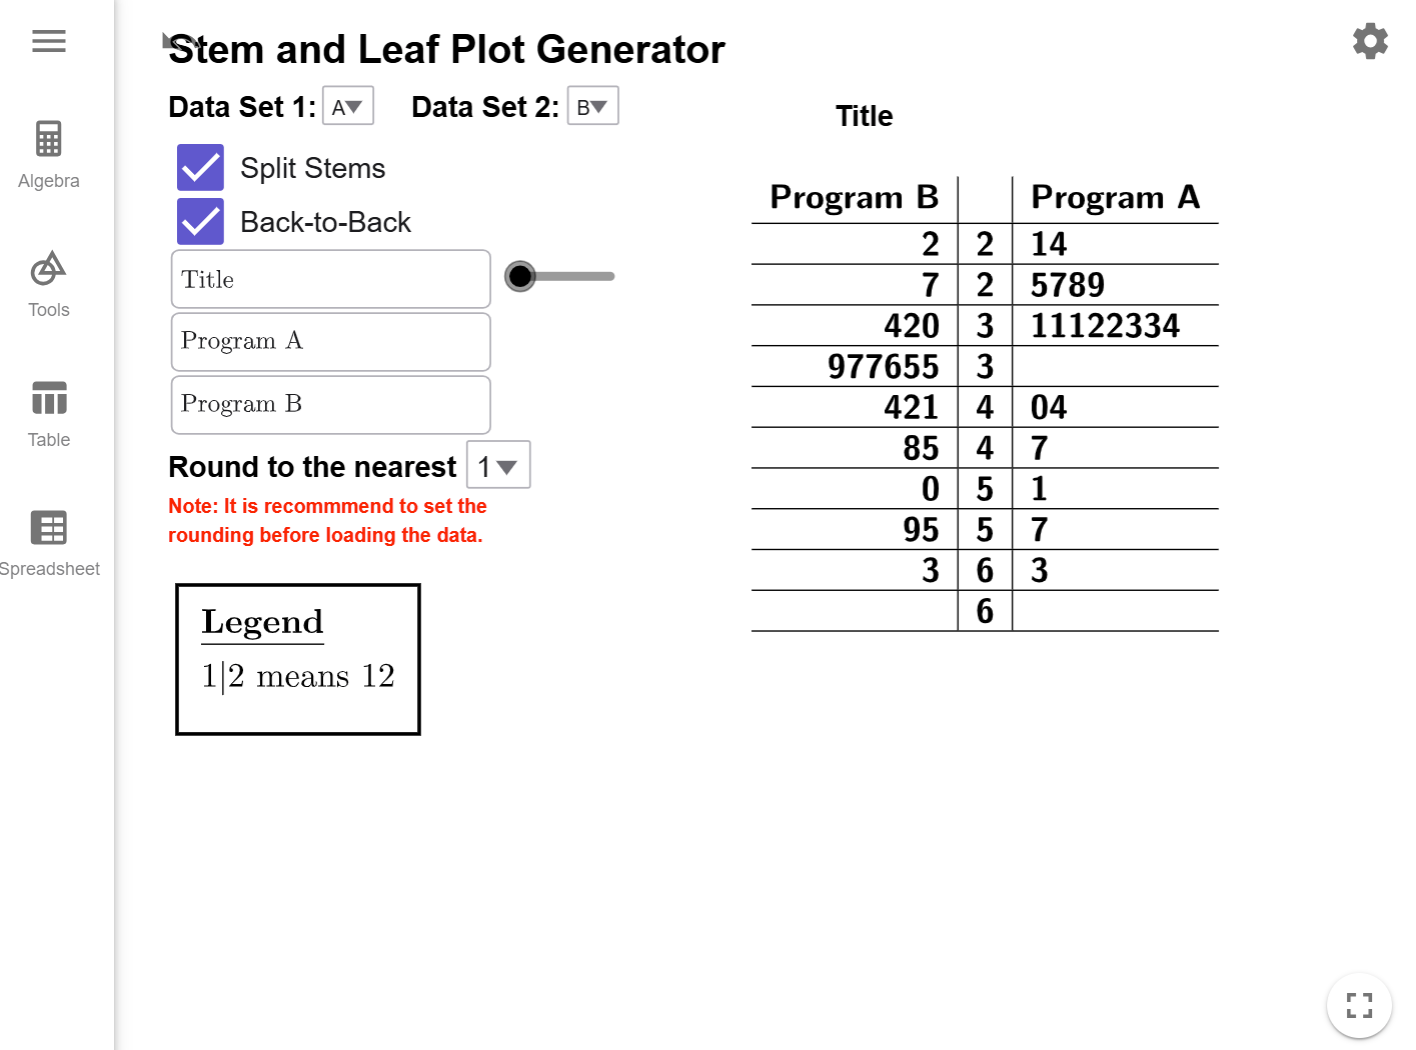 Stem and Leaf Plot Generator
Data Set 1: A▼ Data Set 2: B▼
Split Stems
Back-to-Back
Title
Program A
Program B
Round to the nearest 1▼
Note: It is recommmend to set the
rounding before loading the data.
Legend
1|2 means 12
Algebra
Tools
Table
Spreadsheet
Title
Program B Program A
2 2 14
7 2 5789
420 3 11122334
977655 3
421 4 04
85 4 7
0 5 1
95 5 7
3 6 3
6